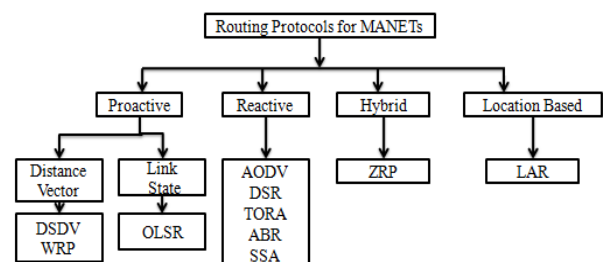 Routing Protocols for MANETs
Proactive
Reactive
Hybrid
Location Based
Distance
Vector
Link
State
AODV
DSR
TORA
ABR
SSA
ZRP
LAR
DSDV
WRP
OLSR